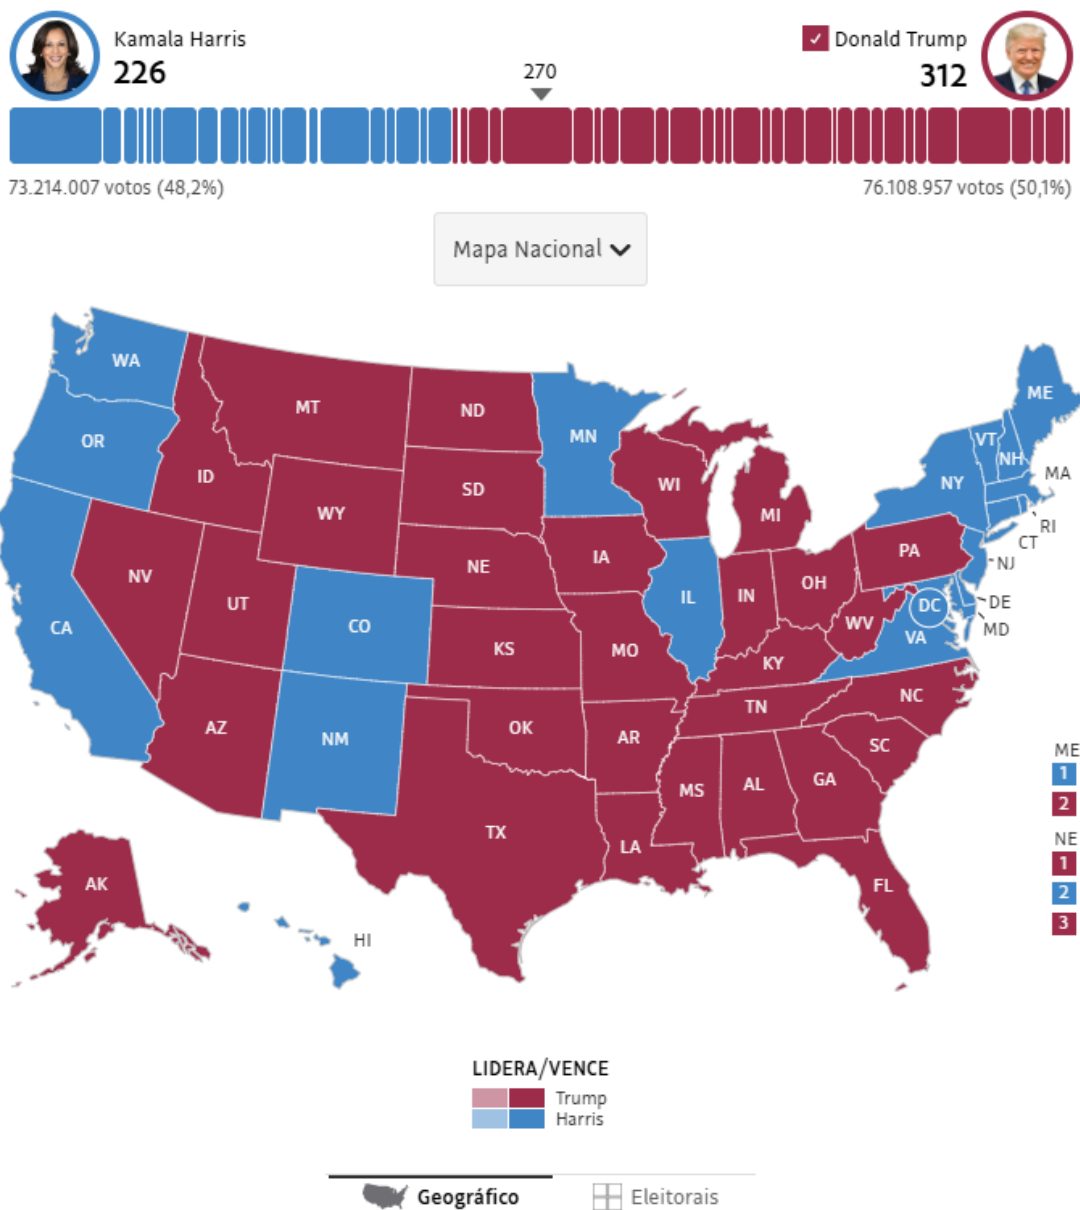 Kamala Harris
226
270
Donald Trump
312
73.214.007 votos (48,2%)
76.108.957 votos (50,1%)
Mapa Nacional
WA
MT
ND
MN
ME
OR
VT
NH
ID
SD
WI
NY
MA
WY
MI
RI
CT
NV
NE
IA
PA
NJ
UT
IL
IN
OH
DE
DC
CA
CO
KS
MO
WV
VA
MD
KY
AZ
NM
OK
AR
TN
NC
SC
TX
MS
AL
GA
LA
FL
AK
HI
ME
1
2
NE
1
2
3
LIDERA/VENCE
Trump
Harris
Geográfico
Eleitorais